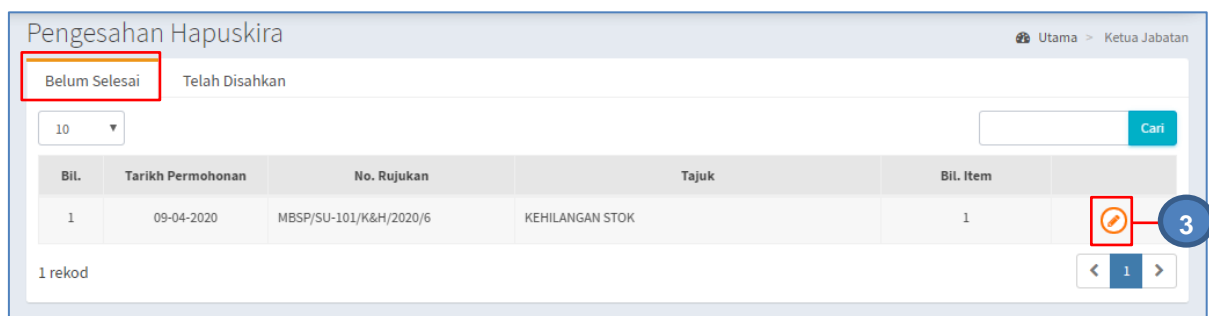 Pengesahan Hapuskira
Utama > Ketua Jabatan
Belum Selesai Telah Disahkan
10 Cari
Bil. Tarikh Permohonan No. Rujukan Tajuk Bil. Item
1 09-04-2020 MBSP/SU-101/K&H/2020/6 KEHILANGAN STOK 1
3
1 rekod < 1 >